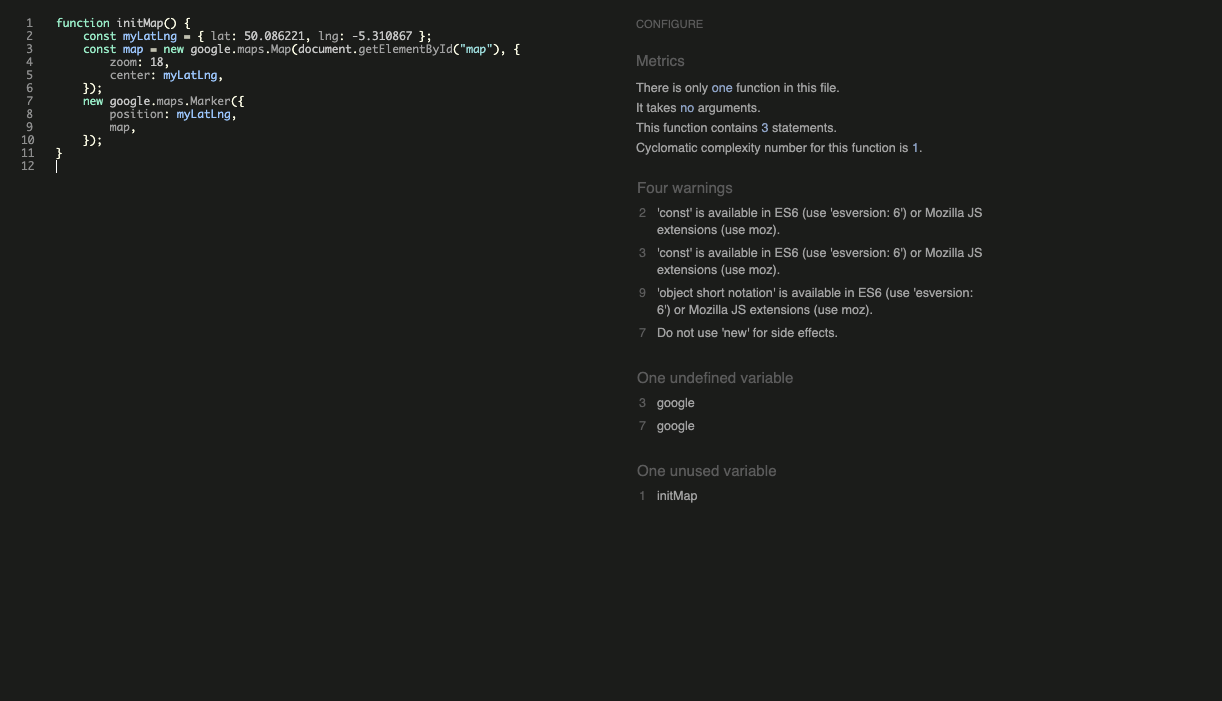 1 function initMap() {
2 const myLatLng = { lat: 50.086221, lng: -5.310867 };
3 const map = new google.maps.Map(document.getElementById("map"), {
4 zoom: 18,
5 center: myLatLng,
6 });
7 new google.maps.Marker({
8 position: myLatLng,
9 map,
10 });
11 }
12
CONFIGURE
Metrics
There is only one function in this file.
It takes no arguments.
This function contains 3 statements.
Cyclomatic complexity number for this function is 1.
Four warnings
2 'const' is available in ES6 (use 'esversion: 6') or Mozilla JS
extensions (use moz).
3 'const' is available in ES6 (use 'esversion: 6') or Mozilla JS
extensions (use moz).
9 'object short notation' is available in ES6 (use 'esversion:
6') or Mozilla JS extensions (use moz).
7 Do not use 'new' for side effects.
One undefined variable
3 google
7 google
One unused variable
1 initMap